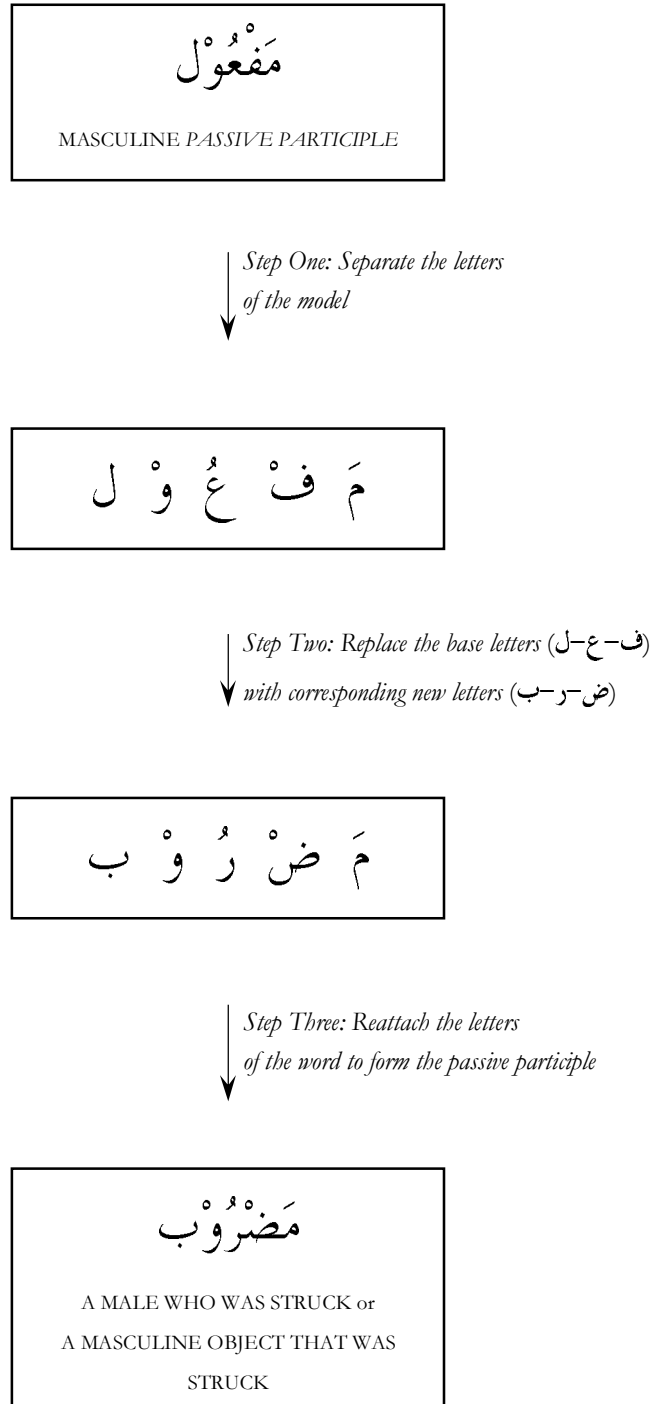 مَفْعُوْل
MASCULINE PASSIVE PARTICIPLE
Step One: Separate the letters
of the model
مَ فْ عُ وْ ل
Step Two: Replace the base letters (ف-ع-ل)
with corresponding new letters (ض-ر-ب)
مَ ضْ رُ وْ ب
Step Three: Reattach the letters
of the word to form the passive participle
مَضْرُوْب
A MALE WHO WAS STRUCK or
A MASCULINE OBJECT THAT WAS
STRUCK